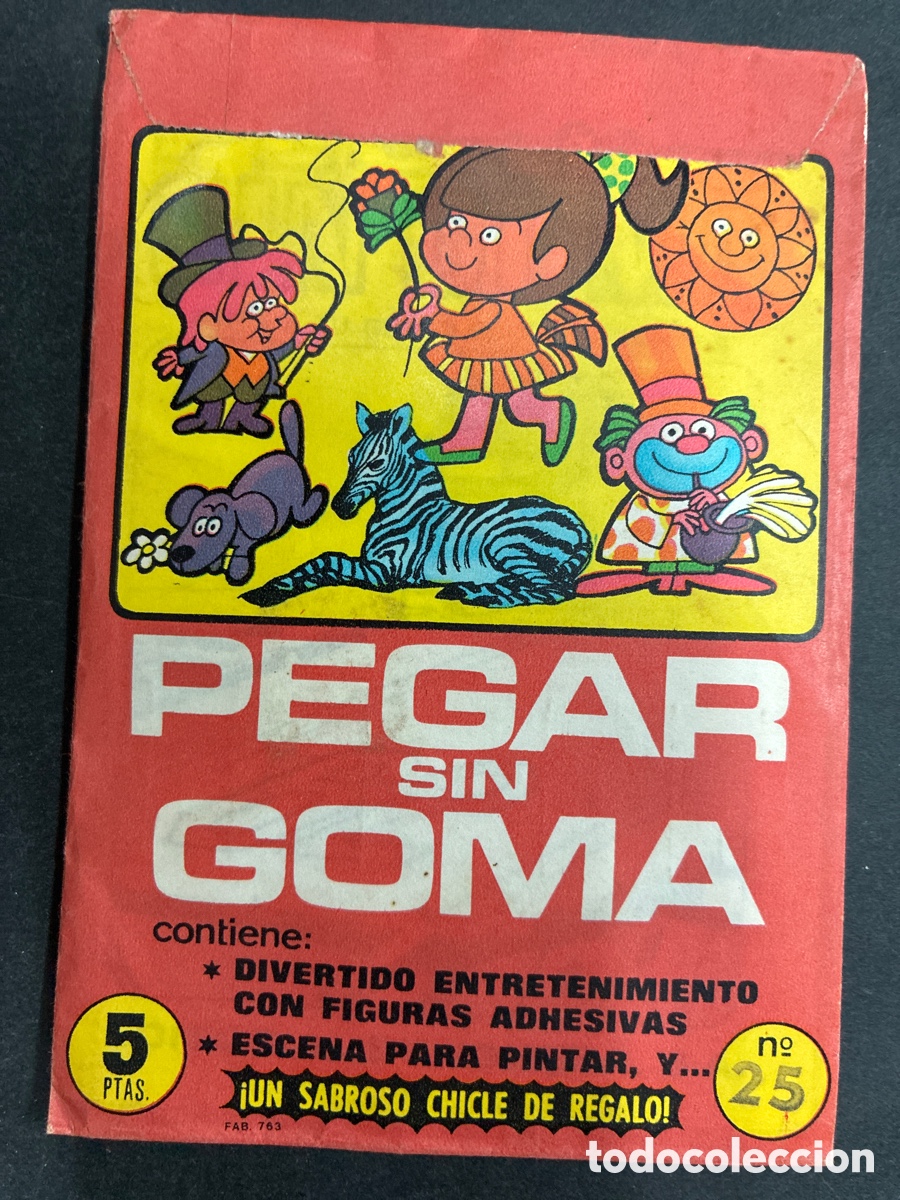 PEGAR
SIN
GOMA
contiene:
* DIVERTIDO ENTRETENIMIENTO
CON FIGURAS ADHESIVAS
* ESCENA PARA PINTAR, Y...
¡UN SABROSO CHICLE DE REGALO!
5
PTAS.
nº
25
FAB. 763
todocoleccion